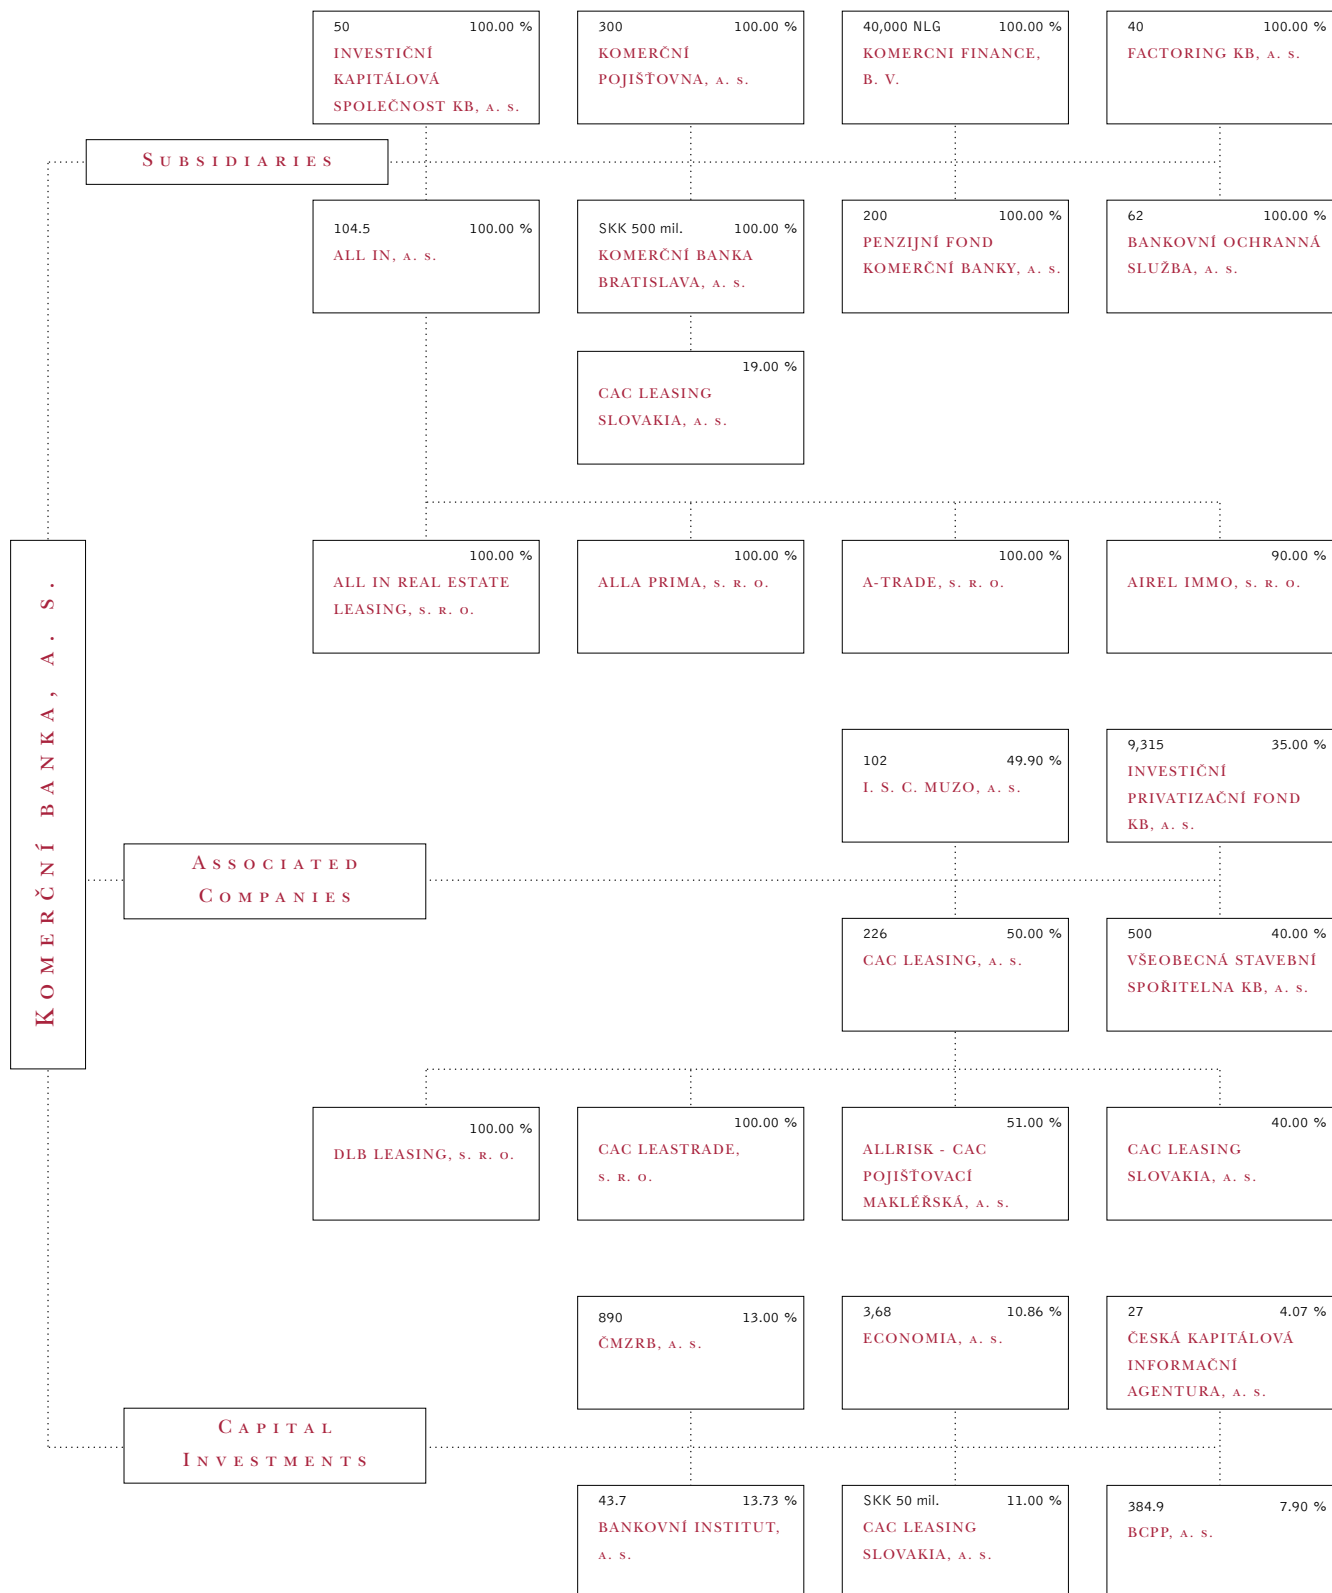 50 100.00 %
INVESTIČNÍ
KAPITÁLOVÁ
SPOLEČNOST KB, A. S.
300 100.00 %
KOMERČNÍ
POJIŠŤOVNA, A. S.
40,000 NLG 100.00 %
KOMERCNI FINANCE,
B. V.
40 100.00 %
FACTORING KB, A. S.
SUBSIDIARIES
104.5 100.00 %
ALL IN, A. S.
SKK 500 mil. 100.00 %
KOMERČNÍ BANKA
BRATISLAVA, A. S.
200 100.00 %
PENZIJNÍ FOND
KOMERČNÍ BANKY, A. S.
62 100.00 %
BANKOVNÍ OCHRANNÁ
SLUŽBA, A. S.
19.00 %
CAC LEASING
SLOVAKIA, A. S.
100.00 %
ALL IN REAL ESTATE
LEASING, S. R. O.
100.00 %
ALLA PRIMA, S. R. O.
100.00 %
A-TRADE, S. R. O.
90.00 %
AIREL IMMO, S. R. O.
KOMERČNÍ BANKA, A. S.
102 49.90 %
I. S. C. MUZO, A. S.
9,315 35.00 %
INVESTIČNÍ
PRIVATIZAČNÍ FOND
KB, A. S.
ASSOCIATED
COMPANIES
226 50.00 %
CAC LEASING, A. S.
500 40.00 %
VŠEOBECNÁ STAVEBNÍ
SPOŘITELNA KB, A. S.
100.00 %
DLB LEASING, S. R. O.
100.00 %
CAC LEASTRADE,
S. R. O.
51.00 %
ALLRISK - CAC
POJIŠŤOVACÍ
MAKLÉŘSKÁ, A. S.
40.00 %
CAC LEASING
SLOVAKIA, A. S.
890 13.00 %
ČMZRB, A. S.
3,68 10.86 %
ECONOMIA, A. S.
27 4.07 %
ČESKÁ KAPITÁLOVÁ
INFORMAČNÍ
AGENTURA, A. S.
CAPITAL
INVESTMENTS
43.7 13.73 %
BANKOVNÍ INSTITUT,
A. S.
SKK 50 mil. 11.00 %
CAC LEASING
SLOVAKIA, A. S.
384.9 7.90 %
BCPP, A. S.